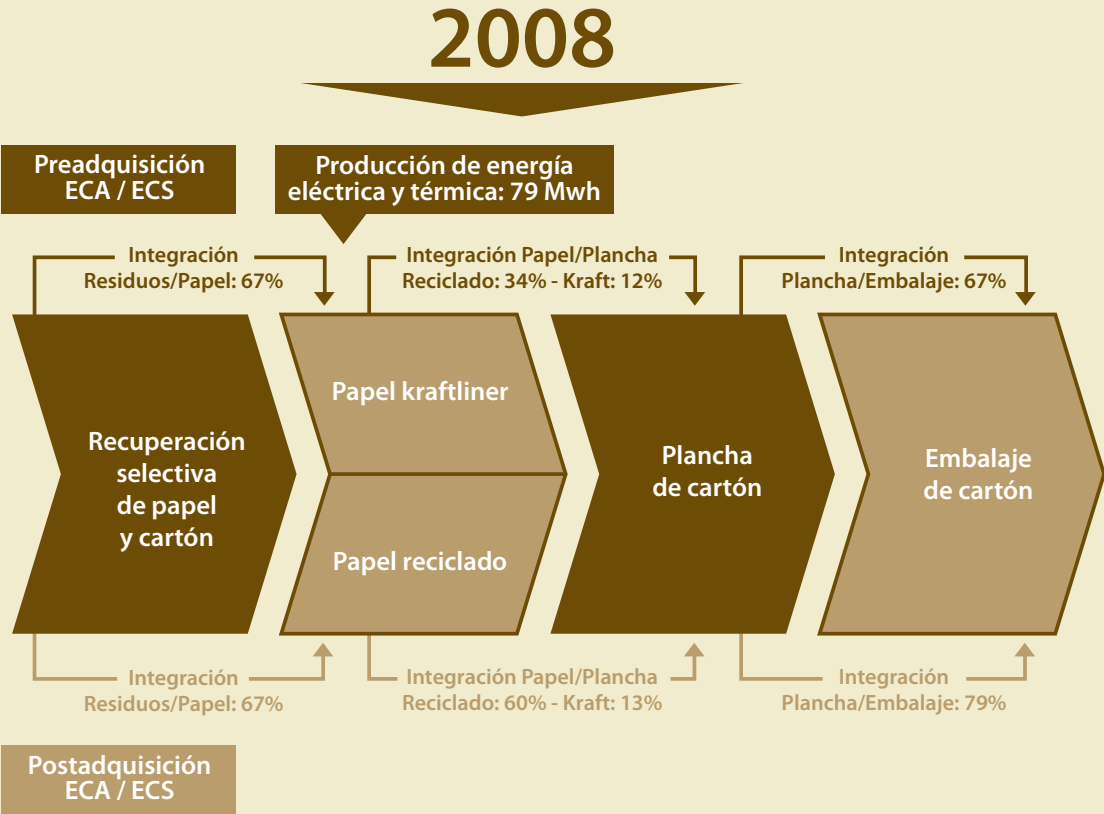 2008
Preadquisición
ECA / ECS
Producción de energía
eléctrica y térmica: 79 Mwh
Integración
Residuos/Papel: 67%
Integración Papel/Plancha
Reciclado: 34% - Kraft: 12%
Integración
Plancha/Embalaje: 67%
Recuperación
selectiva
de papel
y cartón
Papel kraftliner
Papel reciclado
Plancha
de cartón
Embalaje
de cartón
Integración
Residuos/Papel: 67%
Integración Papel/Plancha
Reciclado: 60% - Kraft: 13%
Integración
Plancha/Embalaje: 79%
Postadquisición
ECA / ECS